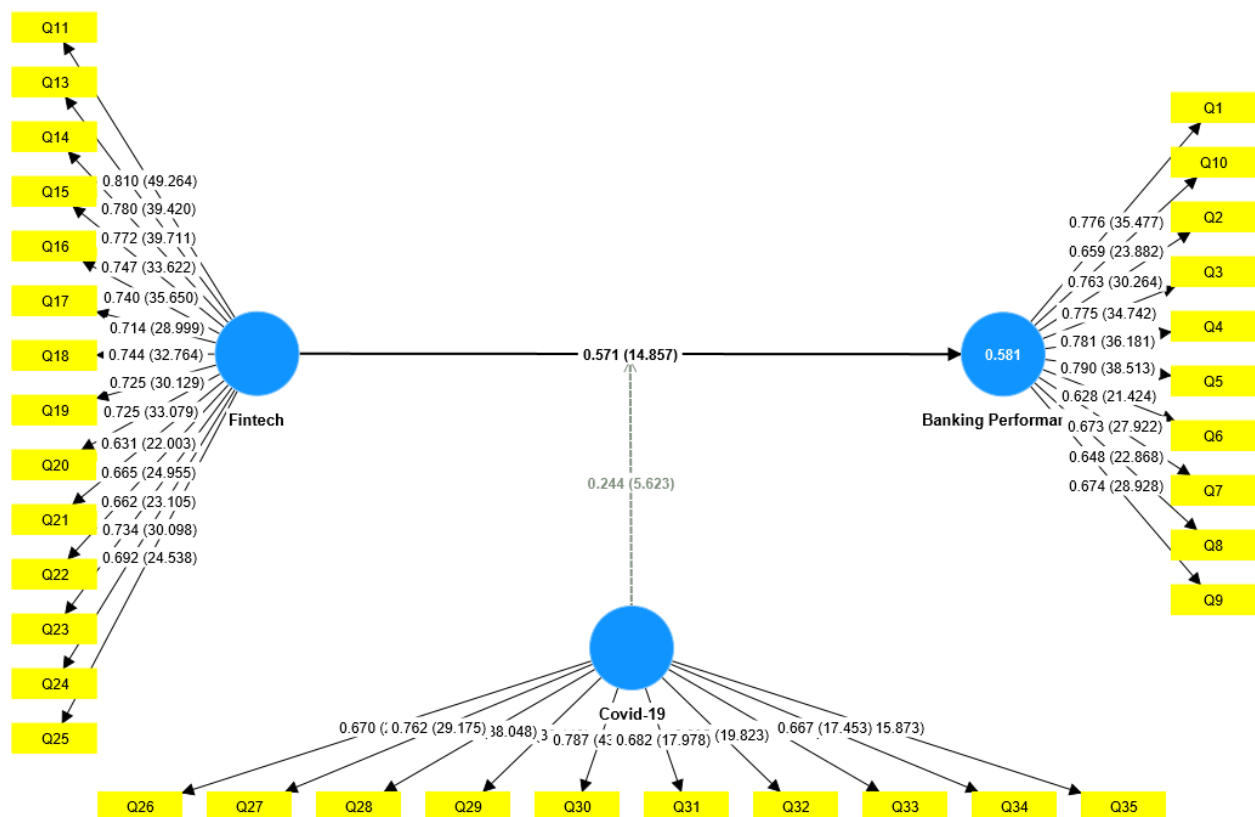 Q11
Q13
Q14
Q15
Q16
Q17
Q18
Q19
Q20
Q21
Q22
Q23
Q24
Q25
0.810 (49.264)
0.780 (39.420)
0.772 (39.711)
0.747 (33.622)
0.740 (35.650)
0.714 (28.999)
0.744 (32.764)
0.725 (30.129)
0.725 (33.079)
0.631 (22.003)
0.665 (24.955)
0.662 (23.105)
0.734 (30.098)
0.692 (24.538)
Fintech
0.571 (14.857)
0.244 (5.623)
0.581
Banking Performan
0.776 (35.477)
0.659 (23.882)
0.763 (30.264)
0.775 (34.742)
0.781 (36.181)
0.790 (38.513)
0.628 (21.424)
0.673 (27.922)
0.648 (22.868)
0.674 (28.928)
Q1
Q10
Q2
Q3
Q4
Q5
Q6
Q7
Q8
Q9
Covid-19
0.670
0.762 (29.175)
38.048)
0.787
0.682 (17.978)
(19.823)
0.667 (17.453)
15.873)
Q26
Q27
Q28
Q29
Q30
Q31
Q32
Q33
Q34
Q35